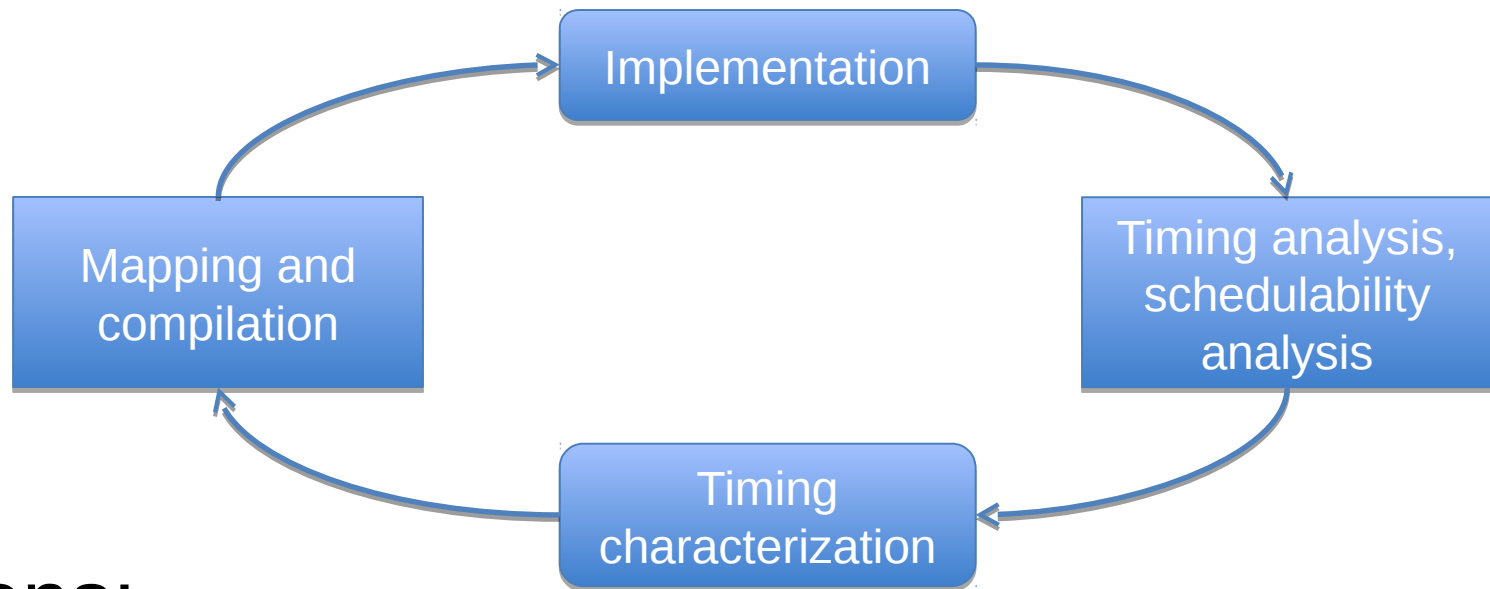 Implementation
Mapping and
compilation
Timing analysis,
schedulability
analysis
Timing
characterization